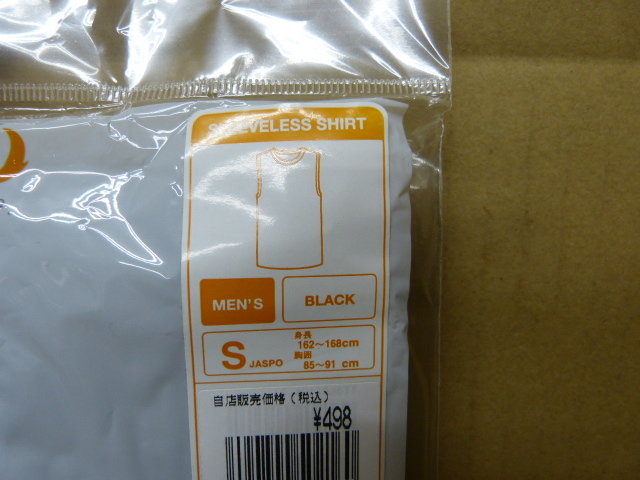 SLEEVELESS SHIRT
MEN'S
BLACK
S JASPO
身長
162～168cm
胸囲
85～91 cm
自店販売価格(税込)
¥498